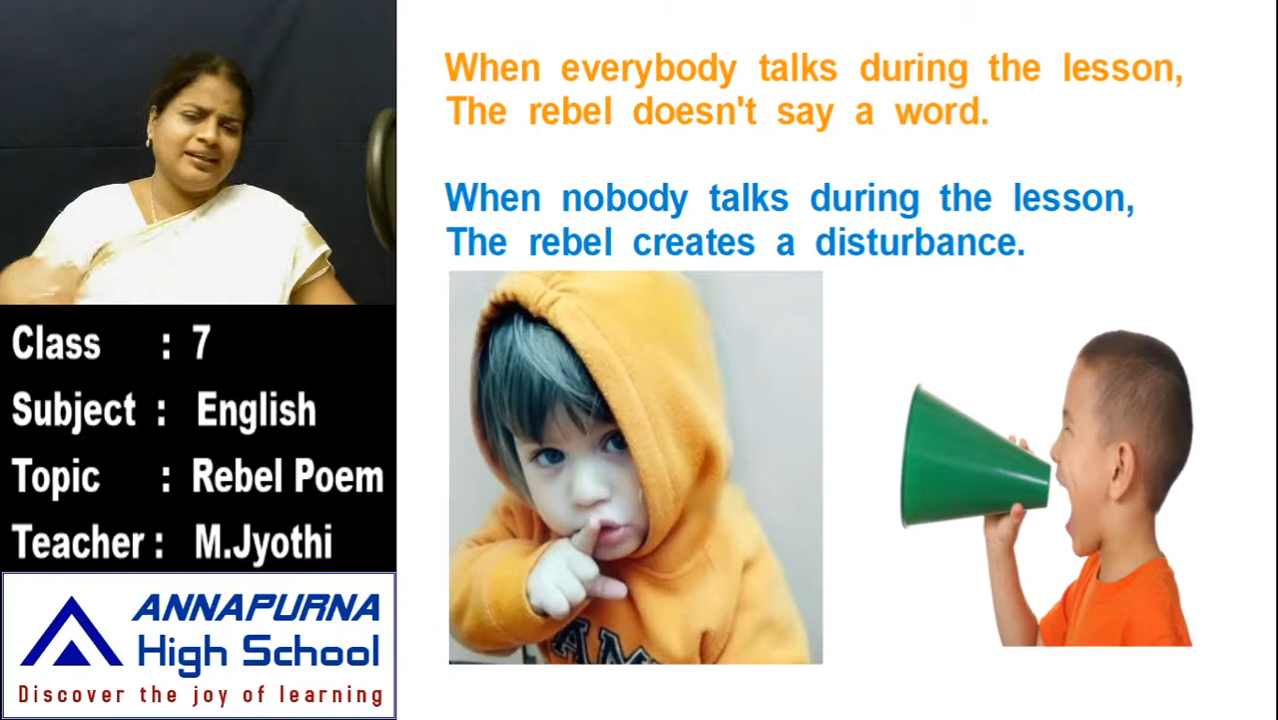 When everybody talks during the lesson,
The rebel doesn't say a word.
When nobody talks during the lesson,
The rebel creates a disturbance.
Class : 7
Subject : English
Topic : Rebel Poem
Teacher : M.Jyothi
ANNAPURNA
High School
Discover the joy of learning